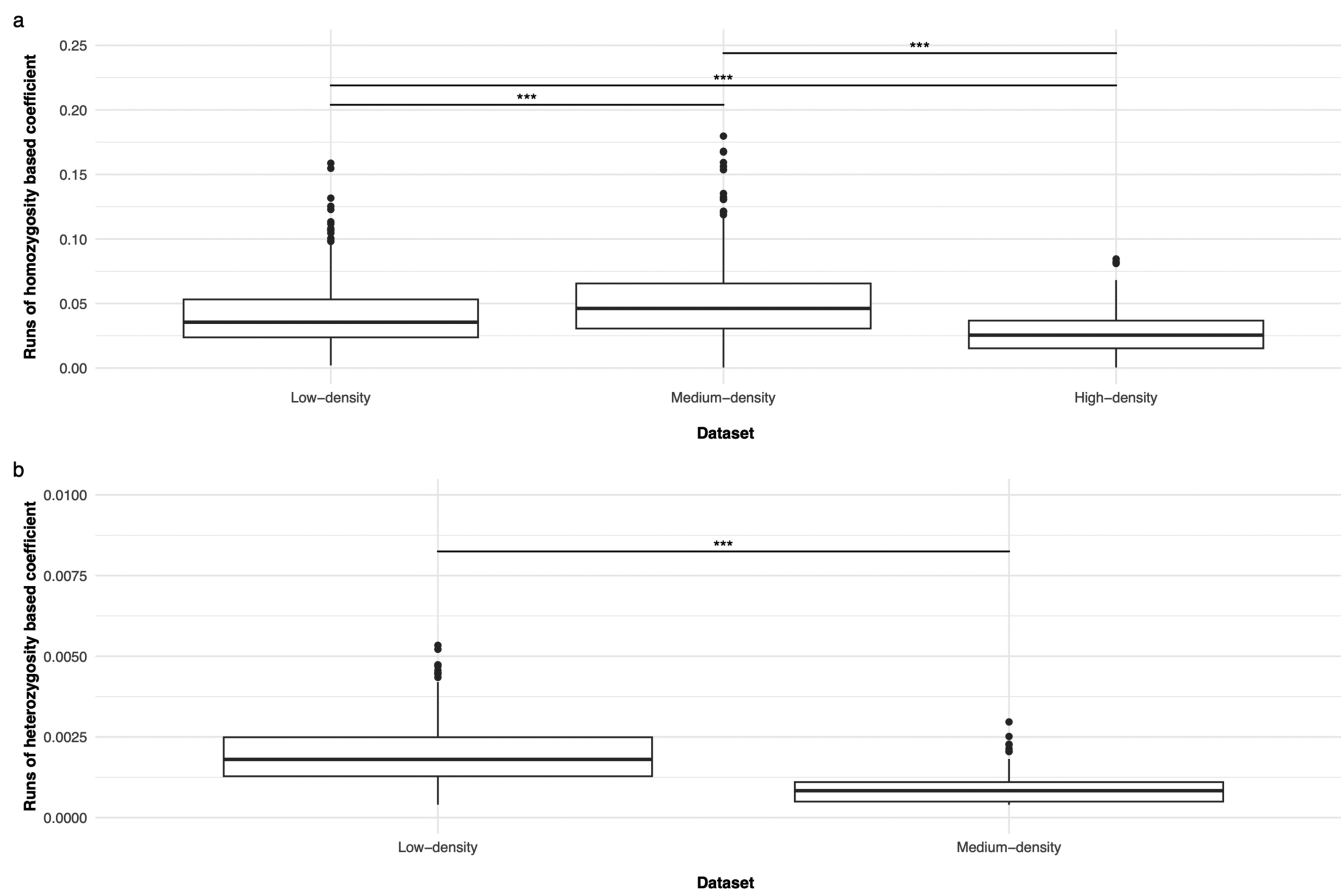 a
Runs of homozygosity based coefficient
0.25
0.20
0.15
0.10
0.05
0.00
***
***
***
Low−density
Medium−density
High−density
Dataset
b
Runs of heterozygosity based coefficient
0.0100
0.0075
0.0050
0.0025
0.0000
***
Low−density
Medium−density
Dataset